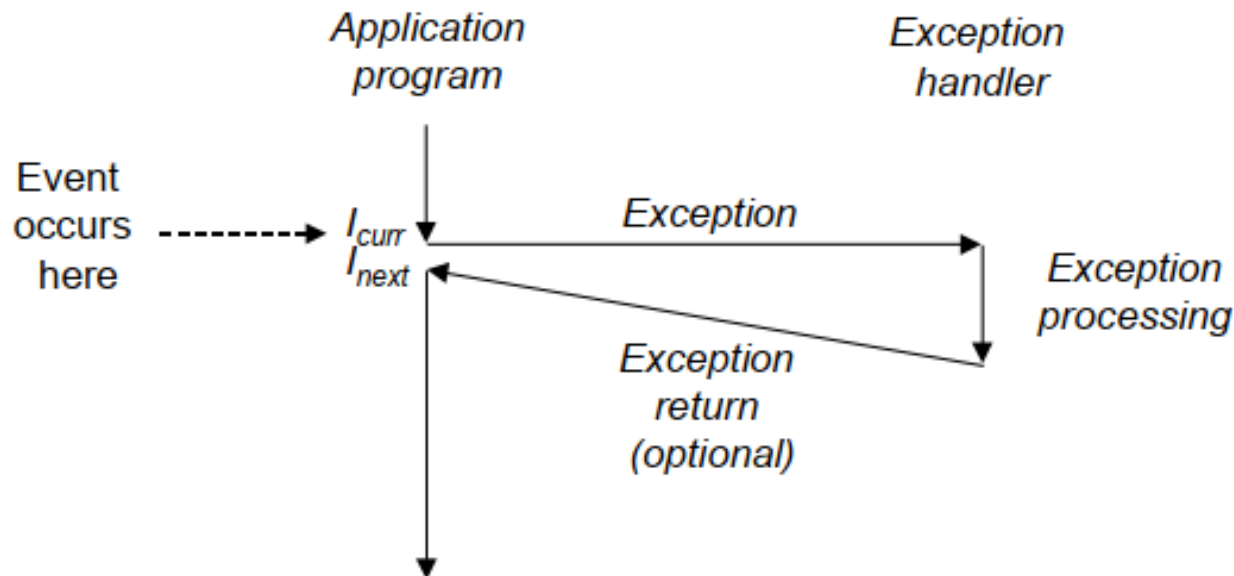 Application
program
Exception
handler
Event
occurs
here
I_curr
I_next
Exception
Exception
processing
Exception
return
(optional)